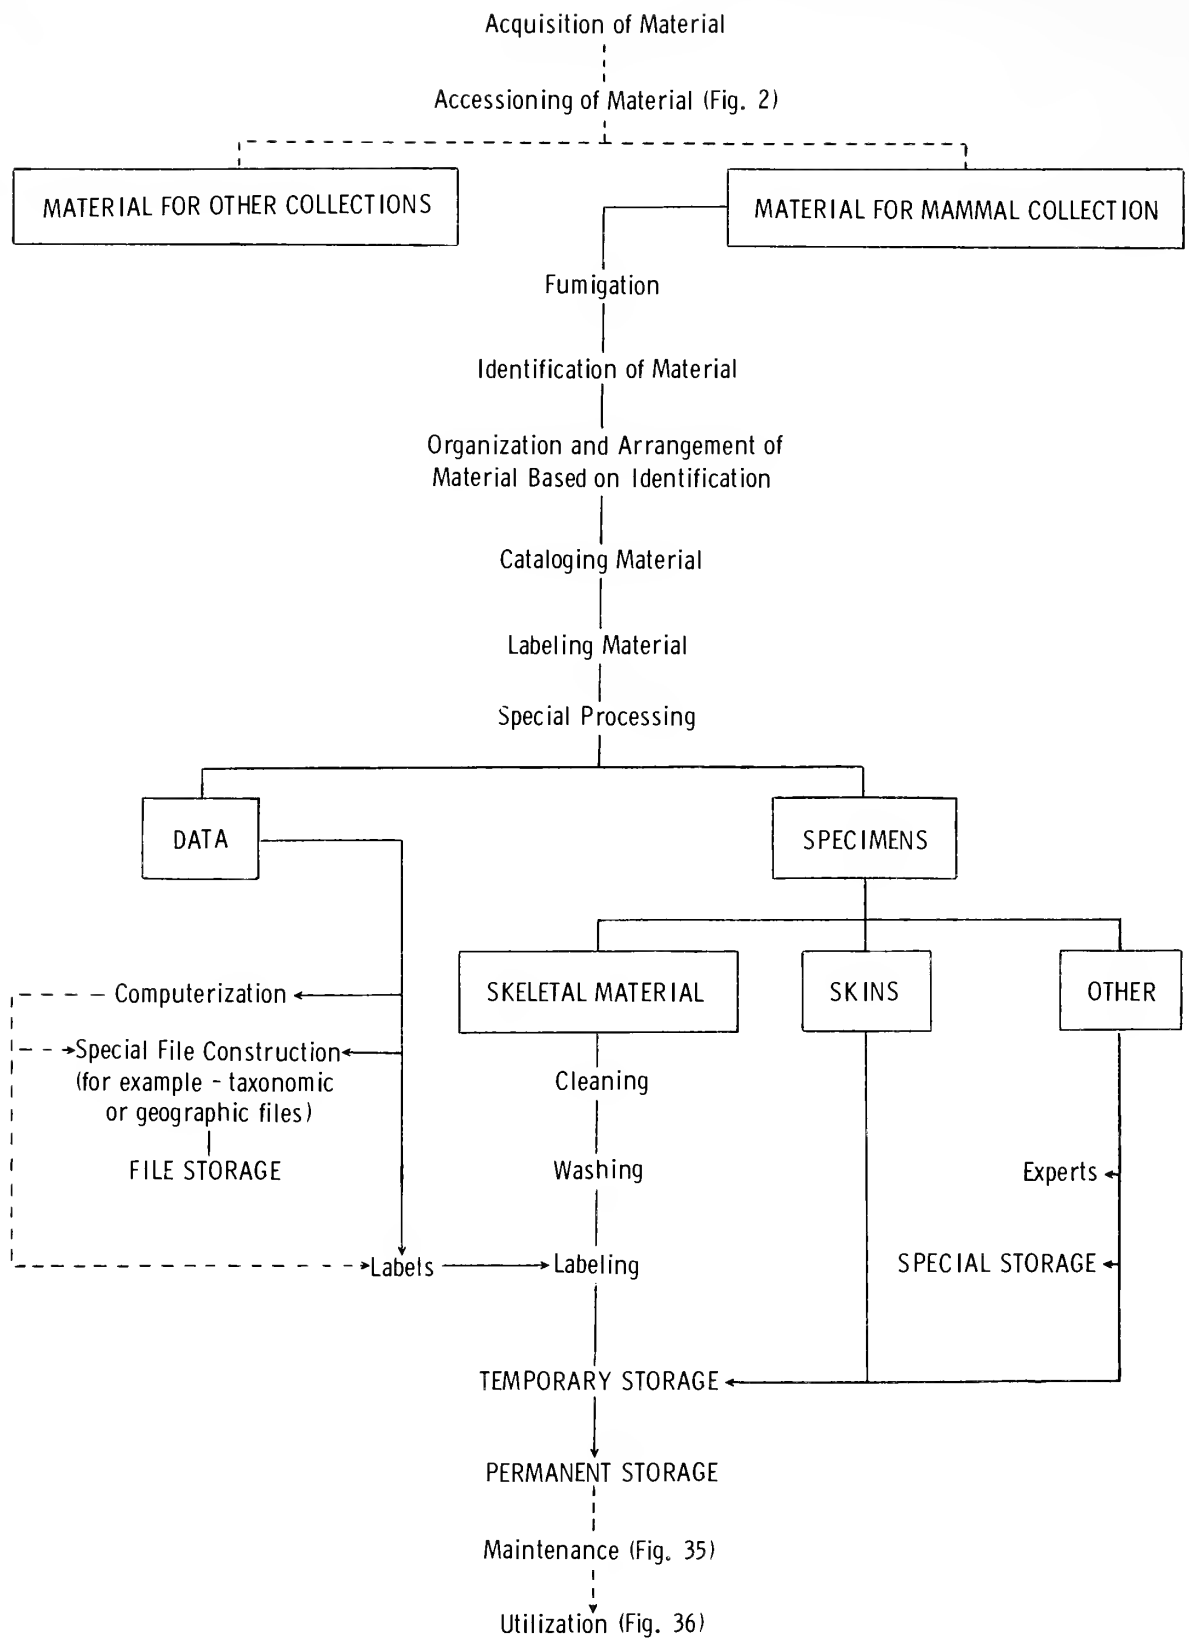 Acquisition of Material
Accessioning of Material (Fig. 2)
MATERIAL FOR OTHER COLLECTIONS
MATERIAL FOR MAMMAL COLLECTION
Fumigation
Identification of Material
Organization and Arrangement of
Material Based on Identification
Cataloging Material
Labeling Material
Special Processing
DATA
SPECIMENS
Computerization
SKELETAL MATERIAL
SKINS
OTHER
Special File Construction
(for example - taxonomic
or geographic files)
FILE STORAGE
Cleaning
Washing
Experts
Labels
Labeling
SPECIAL STORAGE
TEMPORARY STORAGE
PERMANENT STORAGE
Maintenance (Fig. 35)
Utilization (Fig. 36)